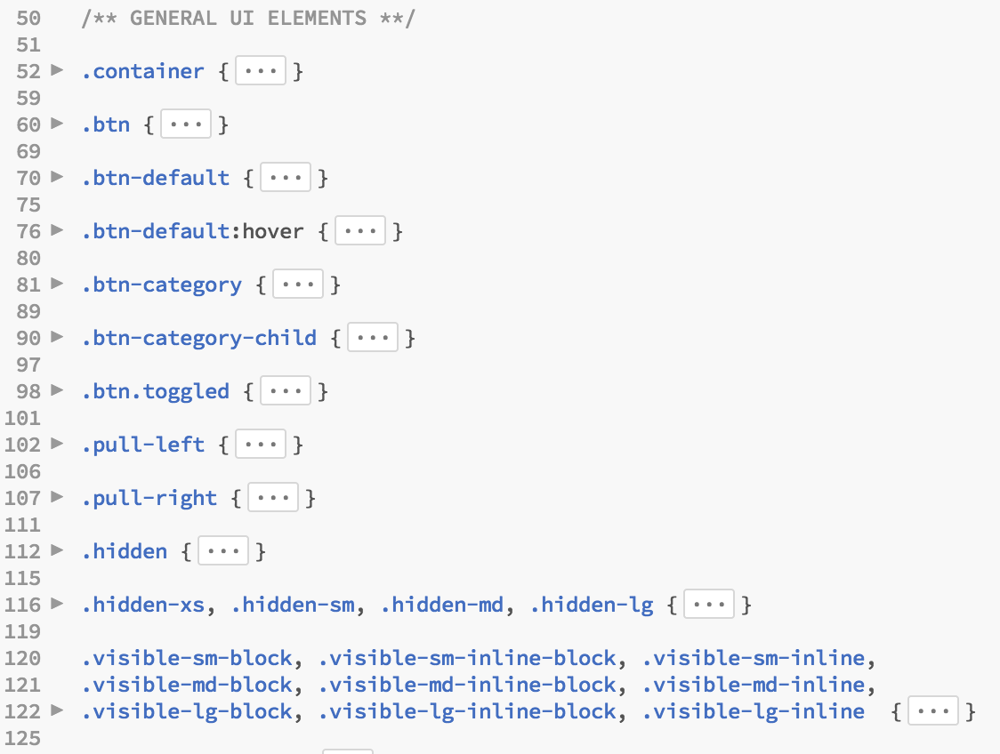 50 /** GENERAL UI ELEMENTS **/
51
52 .container {...}
59
60 .btn {...}
69
70 .btn-default {...}
75
76 .btn-default:hover {...}
80
81 .btn-category {...}
89
90 .btn-category-child {...}
97
98 .btn.toggled {...}
101
102 .pull-left {...}
106
107 .pull-right {...}
111
112 .hidden {...}
115
116 .hidden-xs, .hidden-sm, .hidden-md, .hidden-lg {...}
119
120 .visible-sm-block, .visible-sm-inline-block, .visible-sm-inline,
121 .visible-md-block, .visible-md-inline-block, .visible-md-inline,
122 .visible-lg-block, .visible-lg-inline-block, .visible-lg-inline {...}
125